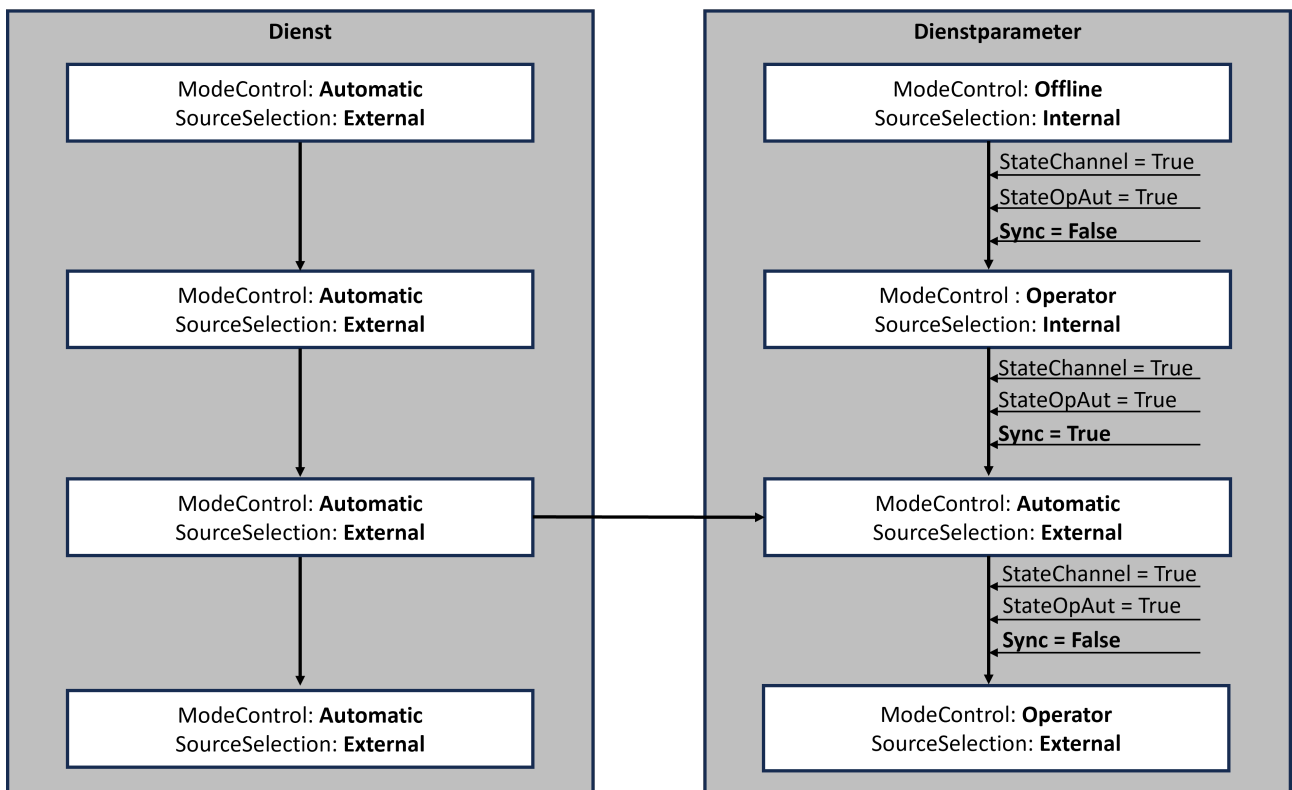 Dienst
ModeControl: Automatic
SourceSelection: External
ModeControl: Automatic
SourceSelection: External
ModeControl: Automatic
SourceSelection: External
ModeControl: Automatic
SourceSelection: External
Dienstparameter
ModeControl: Offline
SourceSelection: Internal
StateChannel = True
StateOpAut = True
Sync = False
ModeControl : Operator
SourceSelection: Internal
StateChannel = True
StateOpAut = True
Sync = True
ModeControl: Automatic
SourceSelection: External
StateChannel = True
StateOpAut = True
Sync = False
ModeControl: Operator
SourceSelection: External